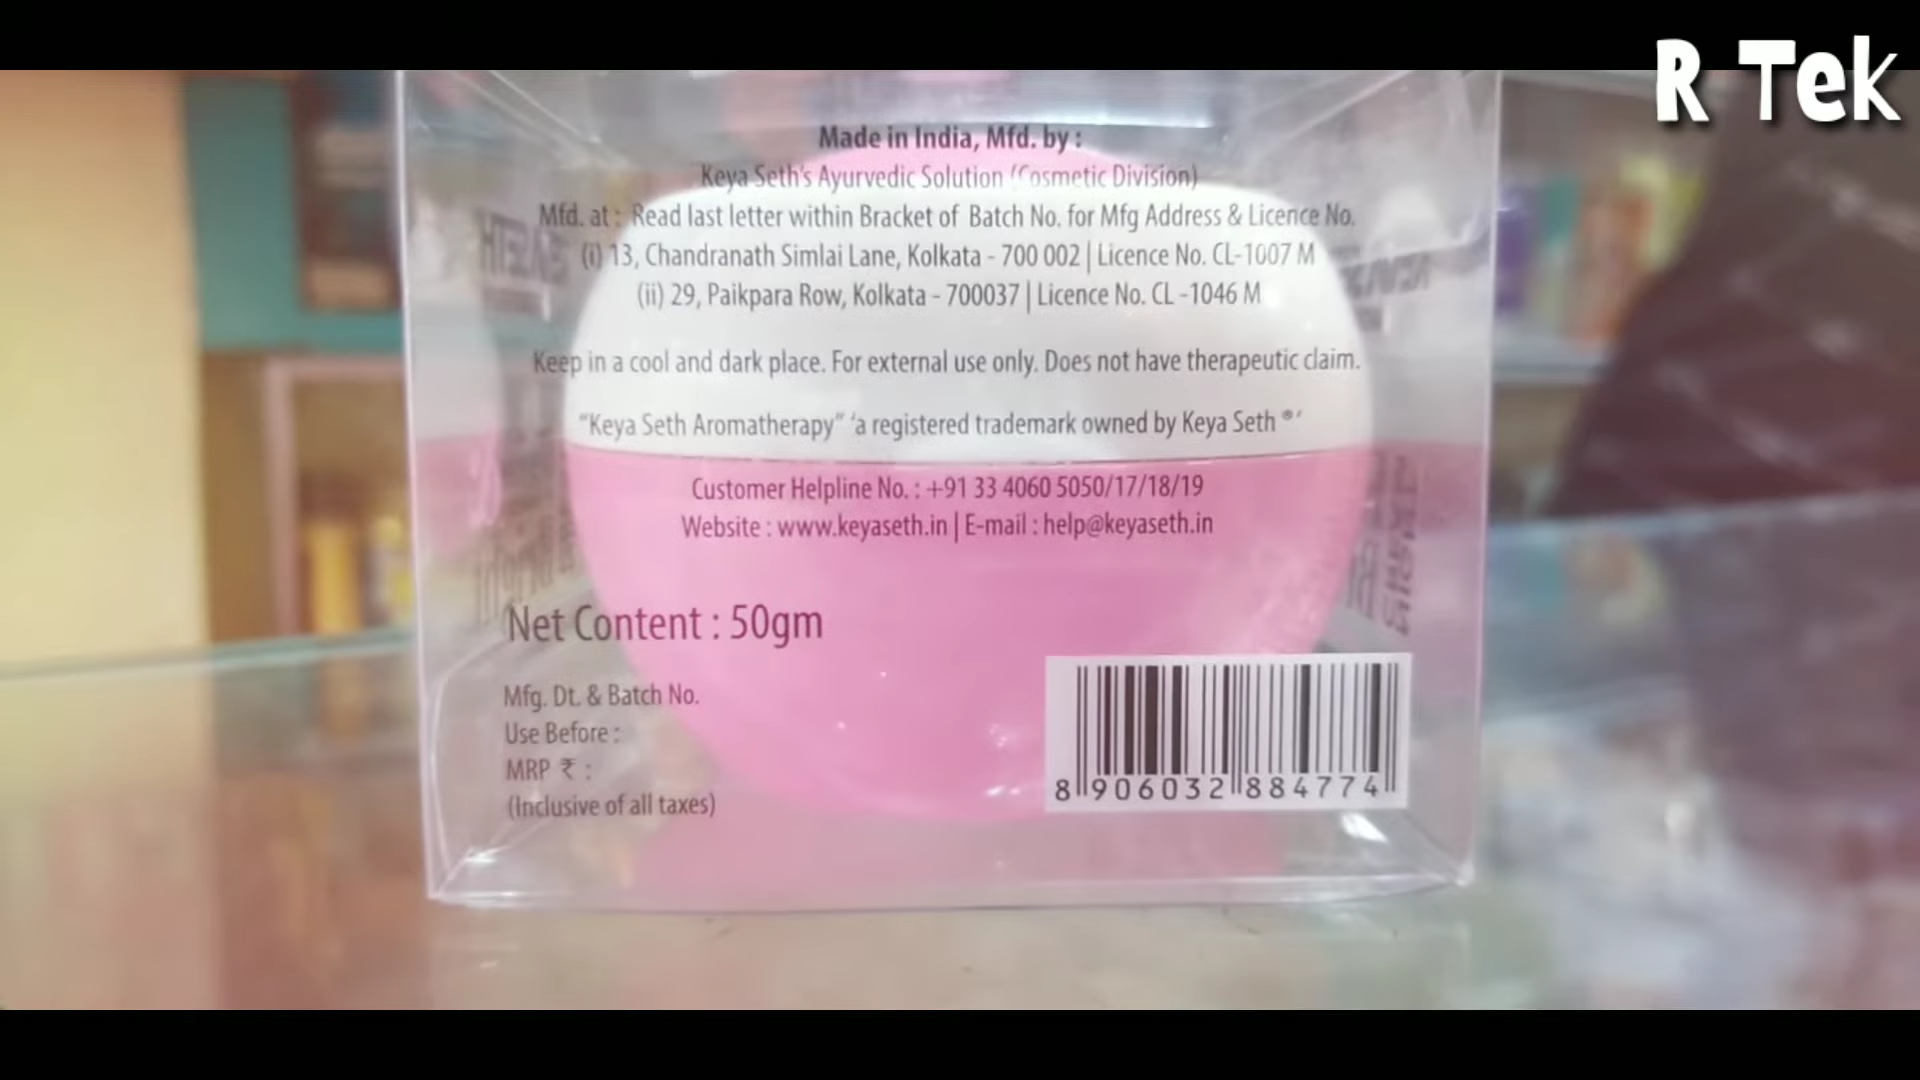 R Tek
Made in India, Mfd. by :
Keya Seth's Ayurvedic Solution (Cosmetic Division)
Mfd. at : Read last letter within Bracket of Batch No. for Mfg Address & Licence No.
(i) 13, Chandranath Simlai Lane, Kolkata - 700 002 | Licence No. CL-1007 M
(ii) 29, Paikpara Row, Kolkata - 700037 | Licence No. CL -1046 M
Keep in a cool and dark place. For external use only. Does not have therapeutic claim.
“Keya Seth Aromatherapy” ‘a registered trademark owned by Keya Seth ®’
Customer Helpline No. : +91 33 4060 5050/17/18/19
Website : www.keyaseth.in | E-mail : help@keyaseth.in
Net Content : 50gm
Mfg. Dt. & Batch No.
Use Before :
MRP ₹ :
(Inclusive of all taxes)
8 906032 884774